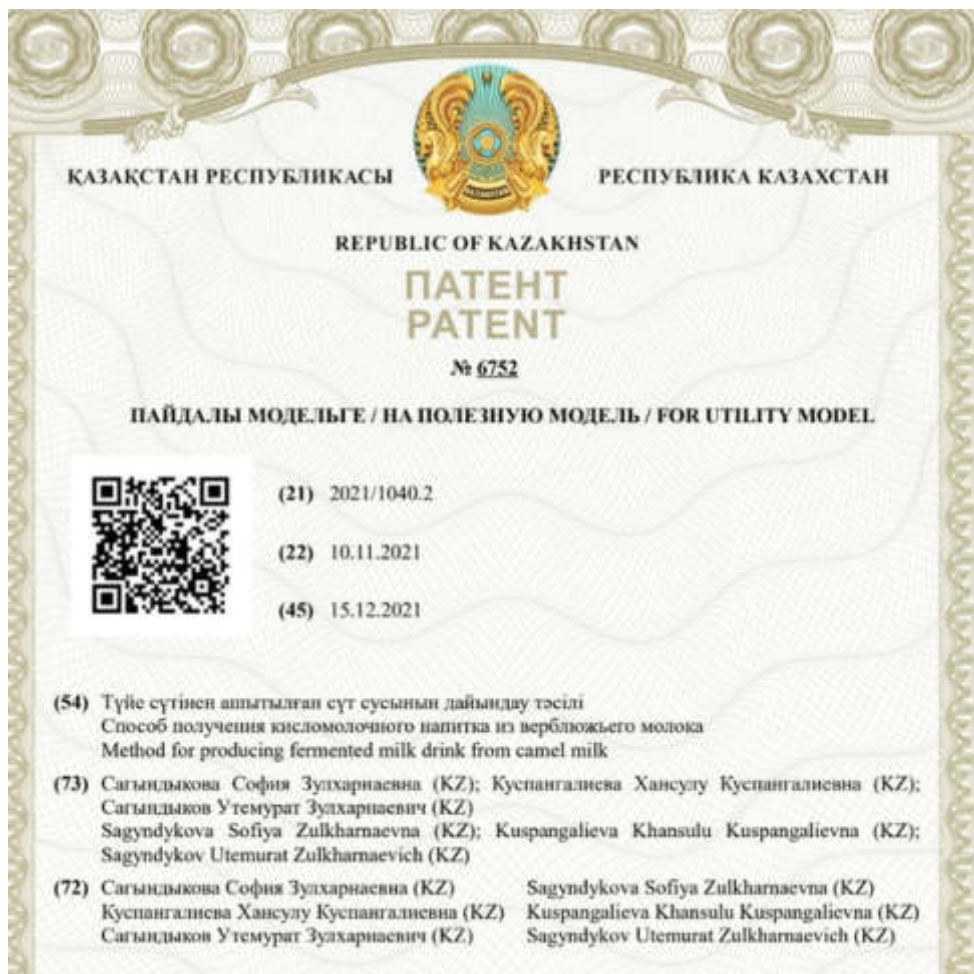 ҚАЗАҚСТАН РЕСПУБЛИКАСЫ
РЕСПУБЛИКА КАЗАХСТАН
REPUBLIC OF KAZAKHSTAN
ПАТЕНТ
PATENT
№ 6752
ПАЙДАЛЫ МОДЕЛЬГЕ / НА ПОЛЕЗНУЮ МОДЕЛЬ / FOR UTILITY MODEL
(21) 2021/1040.2
(22) 10.11.2021
(45) 15.12.2021
(54) Түйе сүтінен ашытылған сүт сусынын дайындау тәсілі
Способ получения кисломолочного напитка из верблюжьего молока
Method for producing fermented milk drink from camel milk
(73) Сагындыкова София Зулхарнаевна (KZ); Куспангалиева Хансулу Куспангалиевна (KZ);
Сагындыков Утемурат Зулхарнаевич (KZ)
Sagyndykova Sofiya Zulkharnaevna (KZ); Kuspangalieva Khansulu Kuspangalievna (KZ);
Sagyndykov Utemurat Zulkharnaevich (KZ)
(72) Сагындыкова София Зулхарнаевна (KZ) Sagyndykova Sofiya Zulkharnaevna (KZ)
Куспангалиева Хансулу Куспангалиевна (KZ) Kuspangalieva Khansulu Kuspangalievna (KZ)
Сагындыков Утемурат Зулхарнаевич (KZ) Sagyndykov Utemurat Zulkharnaevich (KZ)